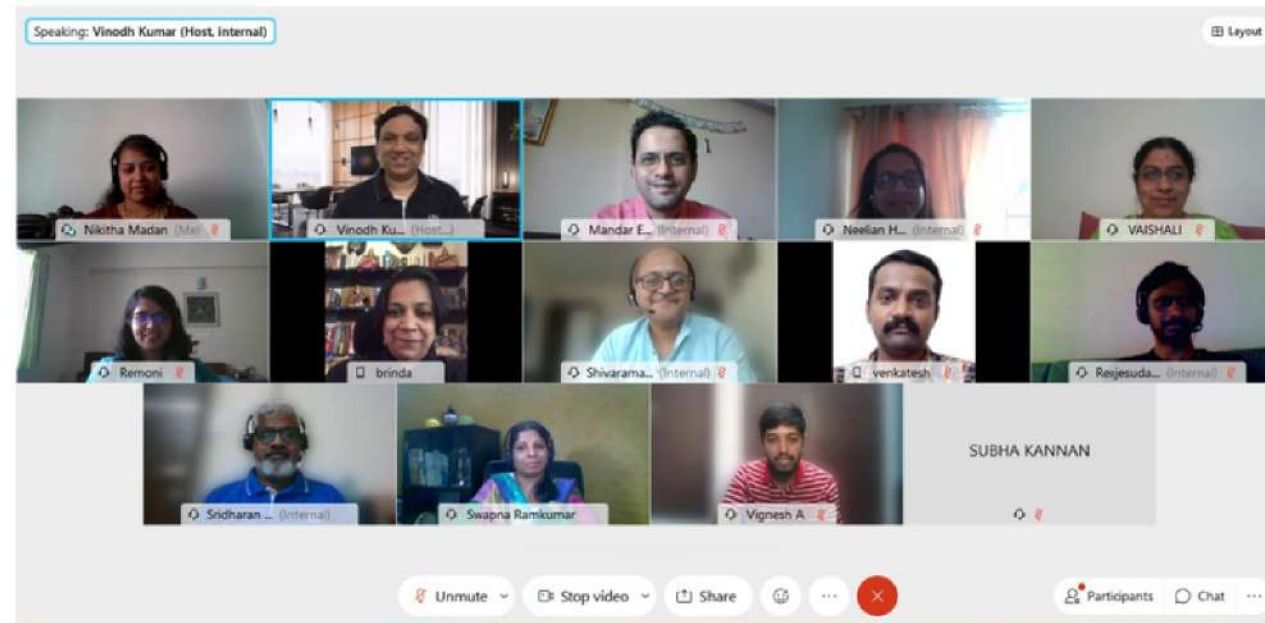 Speaking: Vinodh Kumar (Host, internal)
Layout
Nikitha Madan (Me)
Vinodh Ku... (Host...)
Mandar E... (Internal)
Neelian H... (Internal)
VAISHALI
Remoni
brinda
Shivarama... (Internal)
venkatesh
Rexjesuda... (Internal)
Sridharan ... (Internal)
Swapna Ramkumar
Vignesh A
SUBHA KANNAN
Unmute
Stop video
Share
Participants
Chat